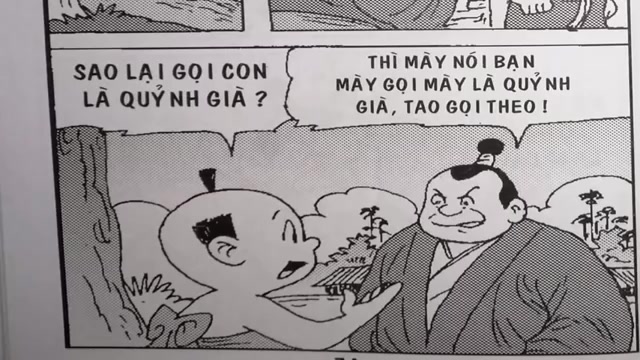 SAO LẠI GỌI CON
LÀ QUỶNH GIÀ ?
THÌ MÀY NÓI BẠN
MÀY GỌI MÀY LÀ QUỶNH
GIÀ, TAO GỌI THEO !